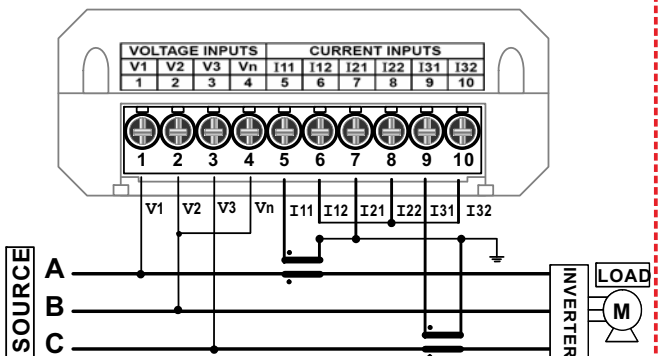 VOLTAGE INPUTS CURRENT INPUTS
V1 V2 V3 Vn I11 I12 I21 I22 I31 I32
1 2 3 4 5 6 7 8 9 10
1 2 3 4 5 6 7 8 9 10
V1 V2 V3 Vn I11 I12 I21 I22 I31 I32
SOURCE
A
B
C
INVERTER
LOAD
M